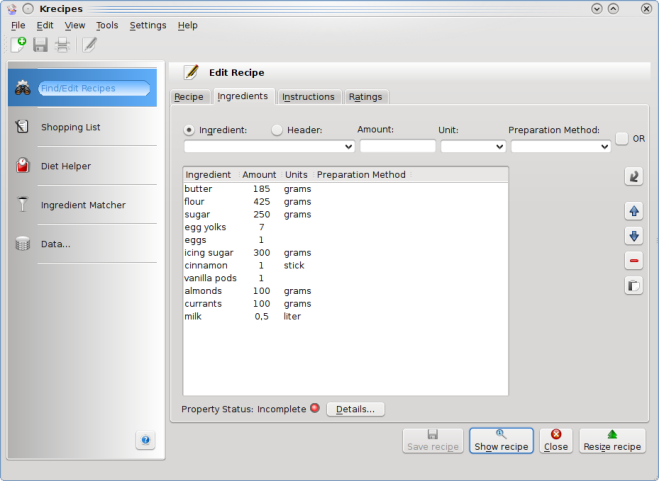 Krecipes
File Edit View Tools Settings Help
Find/Edit Recipes
Shopping List
Diet Helper
Ingredient Matcher
Data...
Edit Recipe
Recipe Ingredients Instructions Ratings
Ingredient: Header: Amount: Unit: Preparation Method:
OR
Ingredient Amount Units Preparation Method
butter 185 grams
flour 425 grams
sugar 250 grams
egg yolks 7
eggs 1
icing sugar 300 grams
cinnamon 1 stick
vanilla pods 1
almonds 100 grams
currants 100 grams
milk 0,5 liter
Property Status: Incomplete Details...
Save recipe Show recipe Close Resize recipe